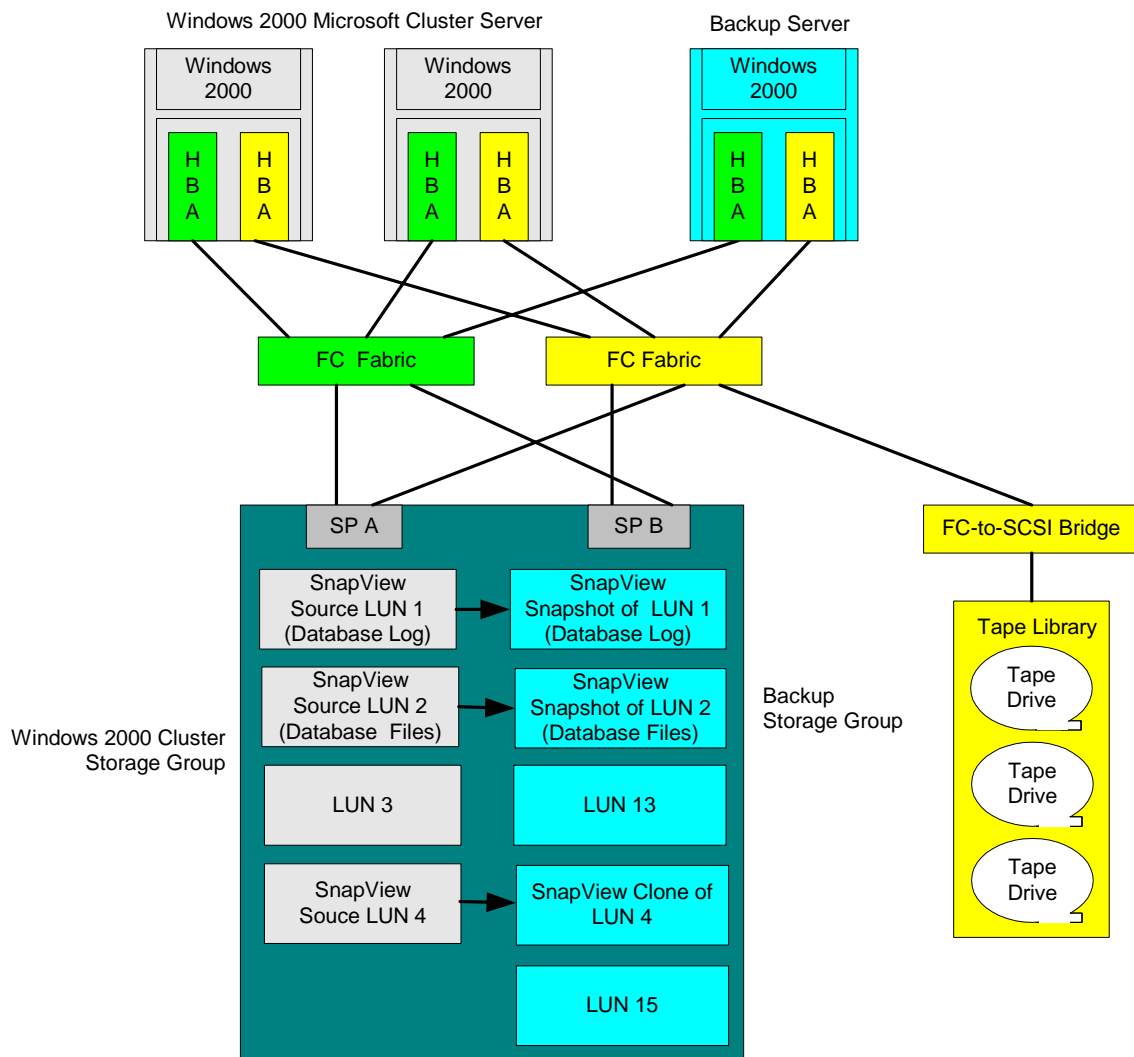 Windows 2000 Microsoft Cluster Server
Backup Server
Windows
2000
Windows
2000
Windows
2000
H
B
A
H
B
A
H
B
A
H
B
A
H
B
A
H
B
A
FC Fabric
FC Fabric
SP A
SP B
FC-to-SCSI Bridge
SnapView
Source LUN 1
(Database Log)
SnapView
Snapshot of LUN 1
(Database Log)
SnapView
Source LUN 2
(Database Files)
SnapView
Snapshot of LUN 2
(Database Files)
LUN 3
LUN 13
SnapView
Souce LUN 4
SnapView Clone of
LUN 4
LUN 15
Windows 2000 Cluster
Storage Group
Backup
Storage Group
Tape Library
Tape
Drive
Tape
Drive
Tape
Drive